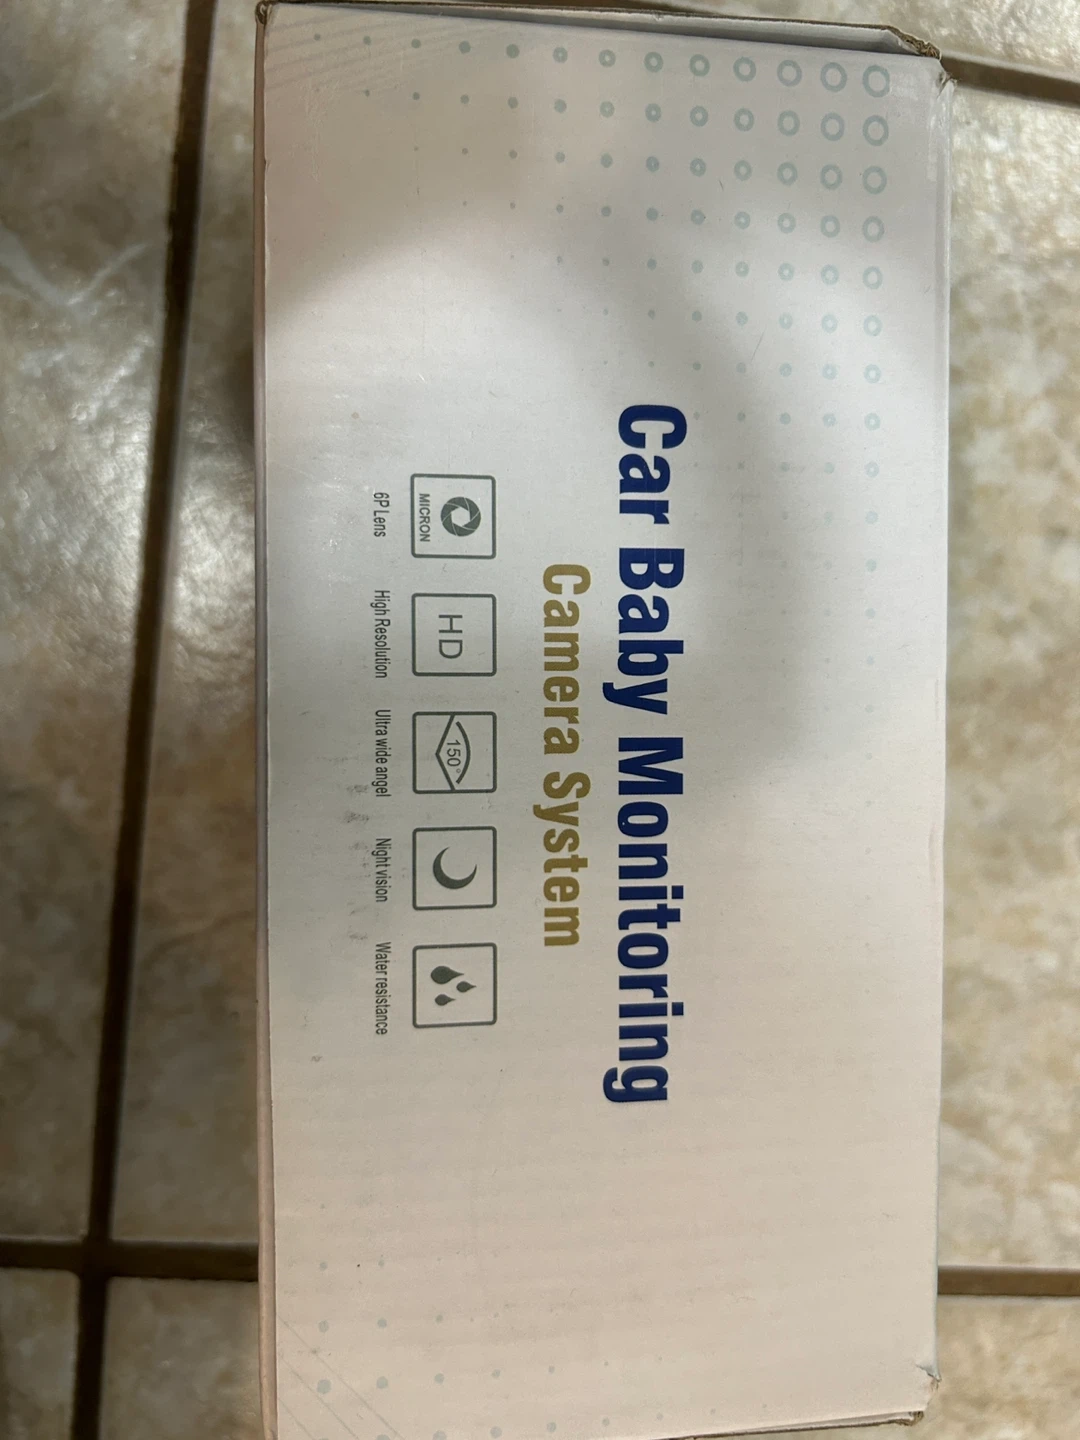 Car Baby Monitoring
Camera System
MICRON
HD
150°
6P Lens
High Resolution
Ultra wide angel
Night vision
Water resistance